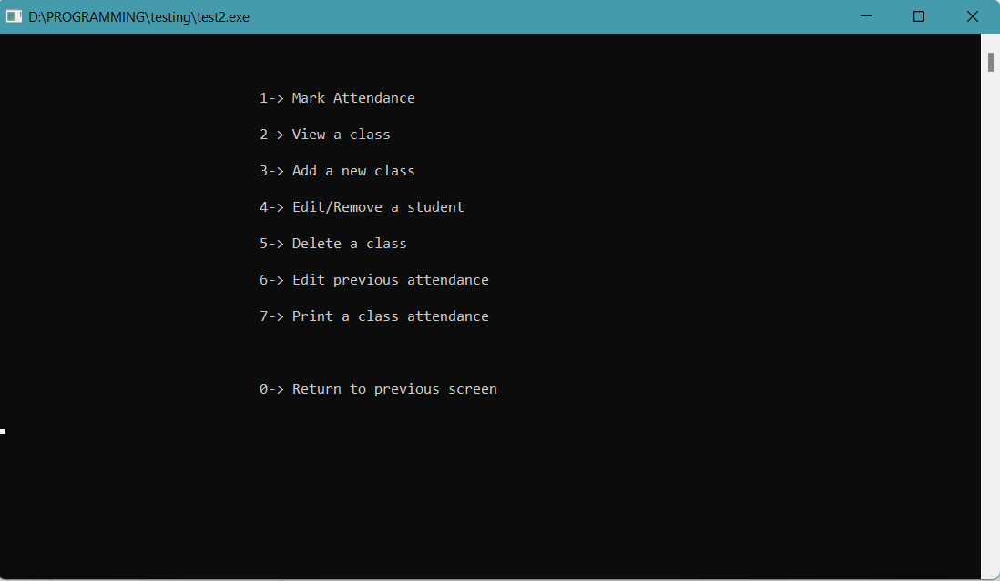 D:\PROGRAMMING\testing\test2.exe
1-> Mark Attendance
2-> View a class
3-> Add a new class
4-> Edit/Remove a student
5-> Delete a class
6-> Edit previous attendance
7-> Print a class attendance
0-> Return to previous screen